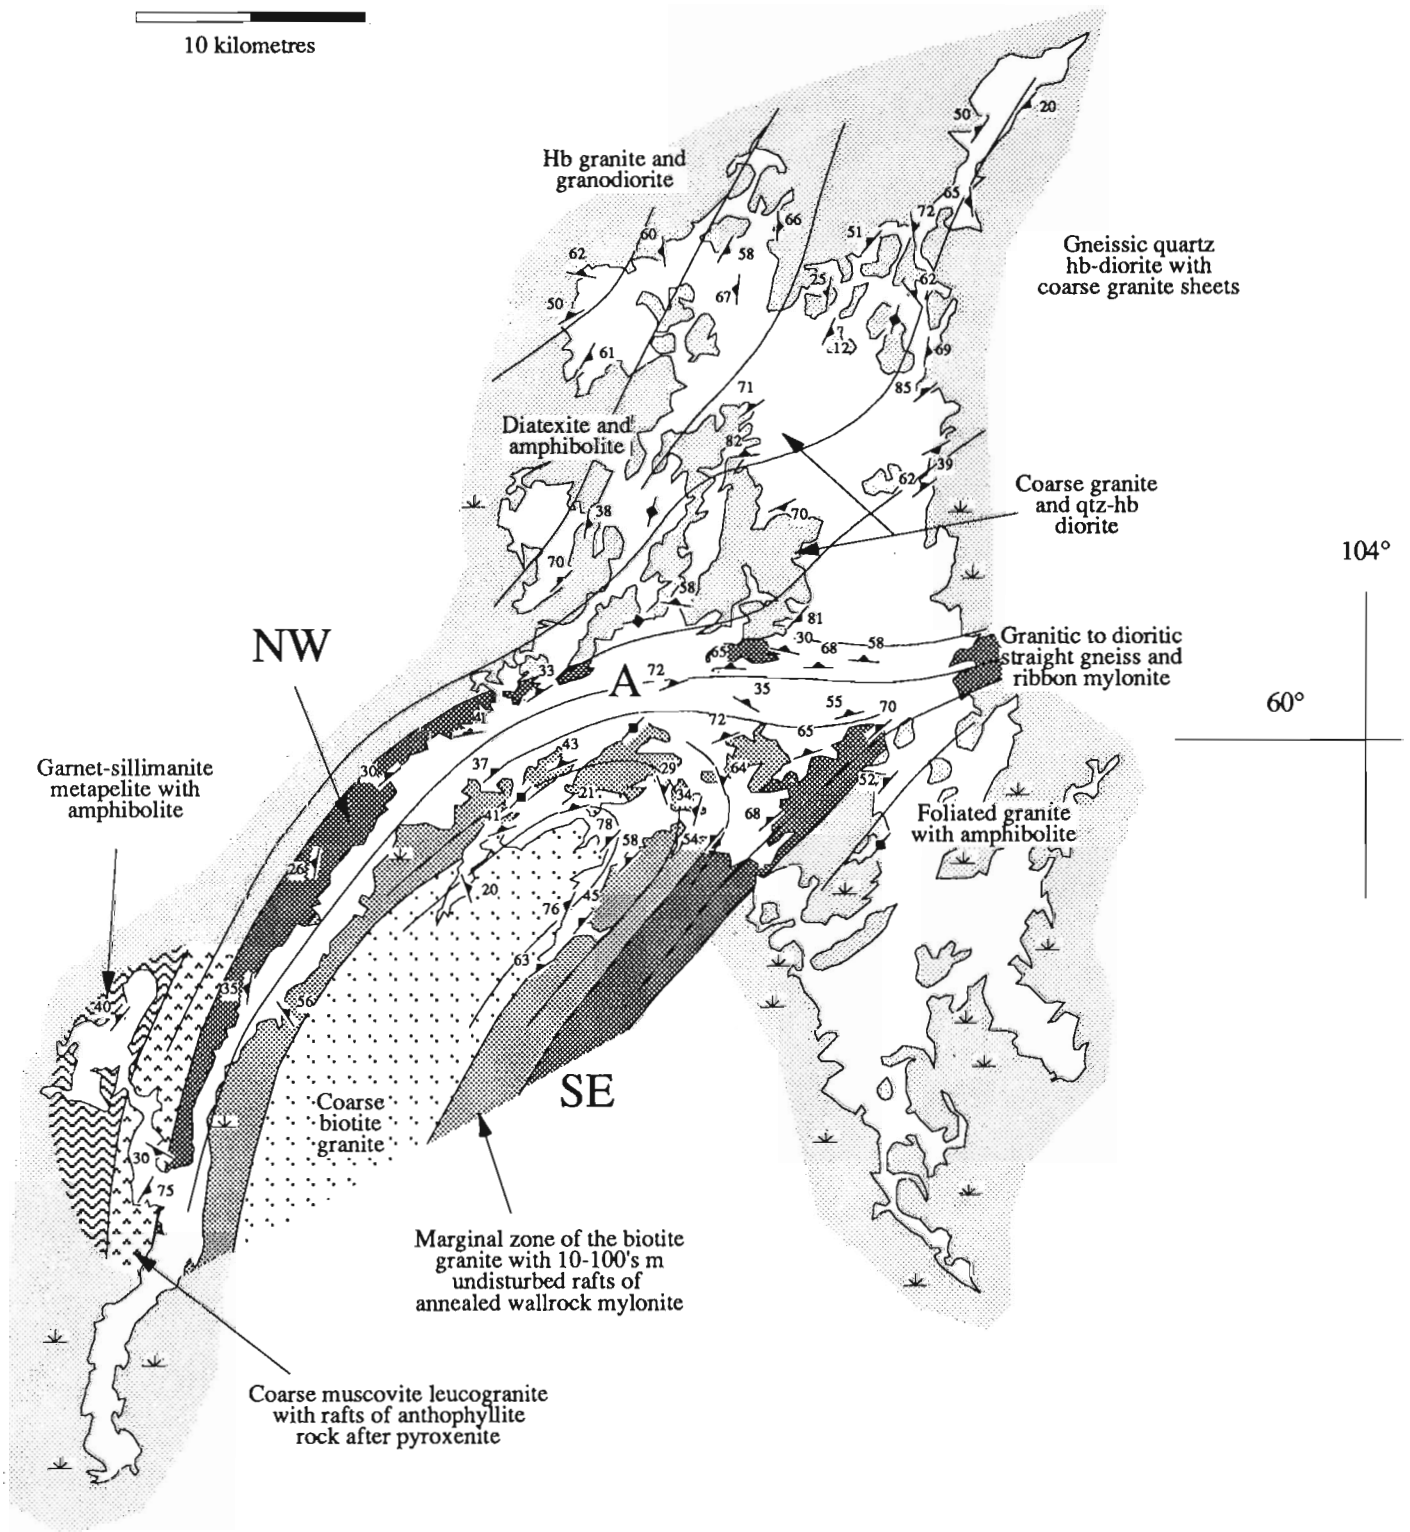 10 kilometres
50
20
Hb granite and
granodiorite
65
72
66
51
60
58
62
Gneissic quartz
hb-diorite with
coarse granite sheets
25
62
67
50
7
12
69
61
71
85
Diatexite and
amphibolite
82
39
62
Coarse granite
and qtz-hb
diorite
38
70
104°
70
58
81
NW
30
68
58
Granitic to dioritic
straight gneiss and
ribbon mylonite
65
33
A
72
35
60°
41
55
70
72
65
43
Garnet-sillimanite
metapelite with
amphibolite
37
30
29
64
52
21
34
41
68
Foliated granite
with amphibolite
78
58
54
26
20
45
76
63
35
56
40
SE
Coarse
biotite
granite
30
75
Marginal zone of the biotite
granite with 10-100's m
undisturbed rafts of
annealed wallrock mylonite
Coarse muscovite leucogranite
with rafts of anthophyllite
rock after pyroxenite